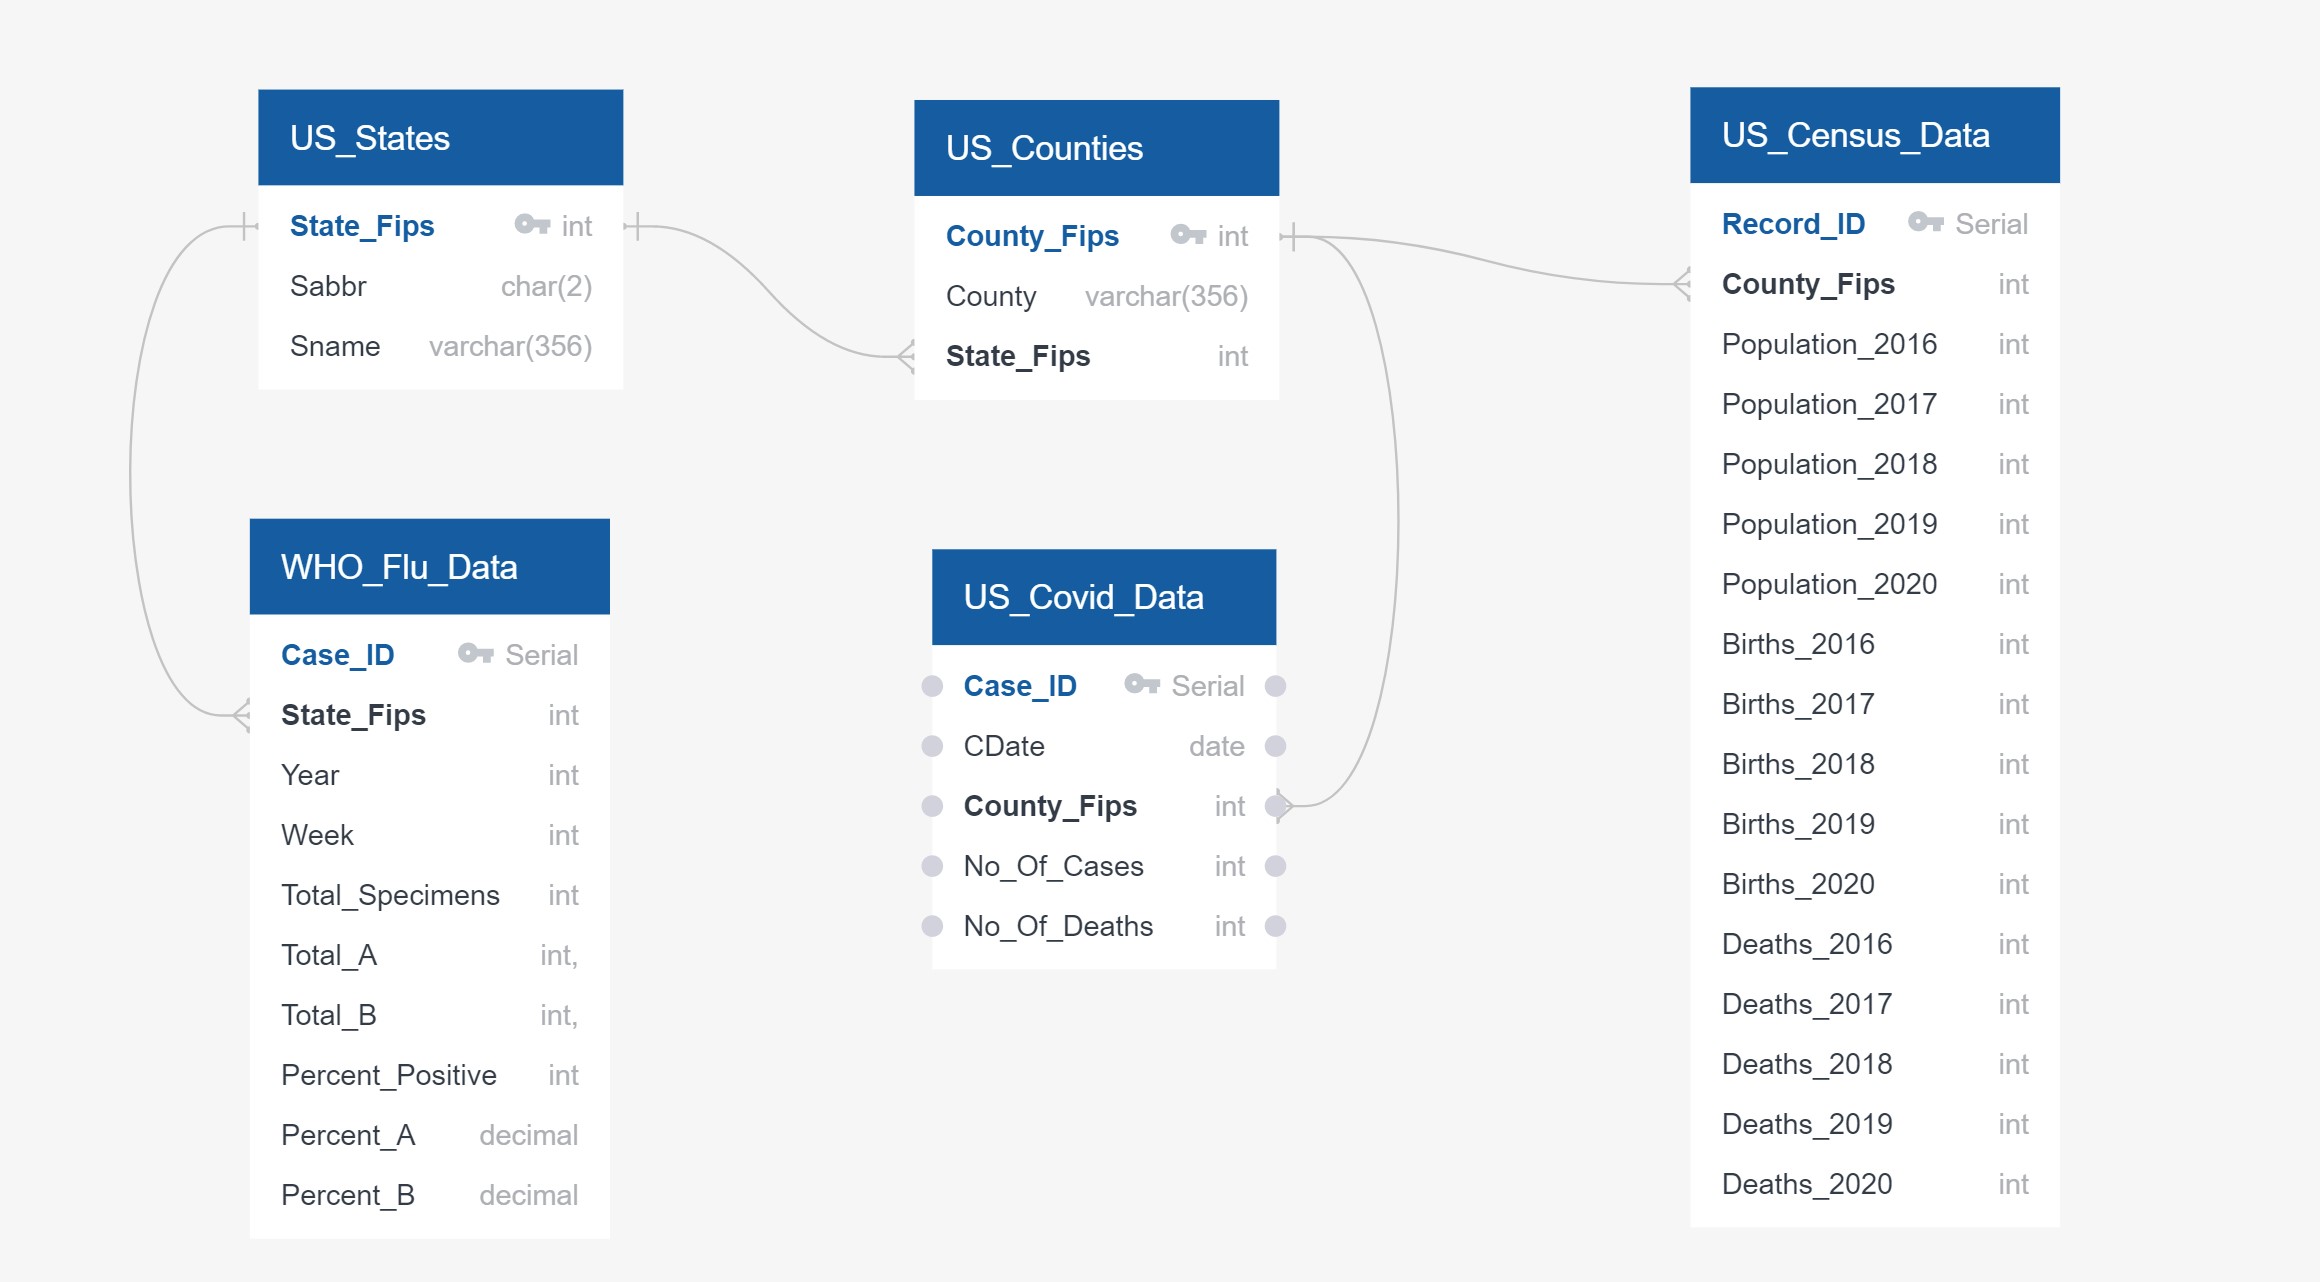 US_States
State_Fips int
Sabbr char(2)
Sname varchar(356)
US_Counties
County_Fips int
County varchar(356)
State_Fips int
US_Census_Data
Record_ID Serial
County_Fips int
Population_2016 int
Population_2017 int
Population_2018 int
Population_2019 int
Population_2020 int
Births_2016 int
Births_2017 int
Births_2018 int
Births_2019 int
Births_2020 int
Deaths_2016 int
Deaths_2017 int
Deaths_2018 int
Deaths_2019 int
Deaths_2020 int
WHO_Flu_Data
Case_ID Serial
State_Fips int
Year int
Week int
Total_Specimens int
Total_A int,
Total_B int,
Percent_Positive int
Percent_A decimal
Percent_B decimal
US_Covid_Data
Case_ID Serial
CDate date
County_Fips int
No_Of_Cases int
No_Of_Deaths int